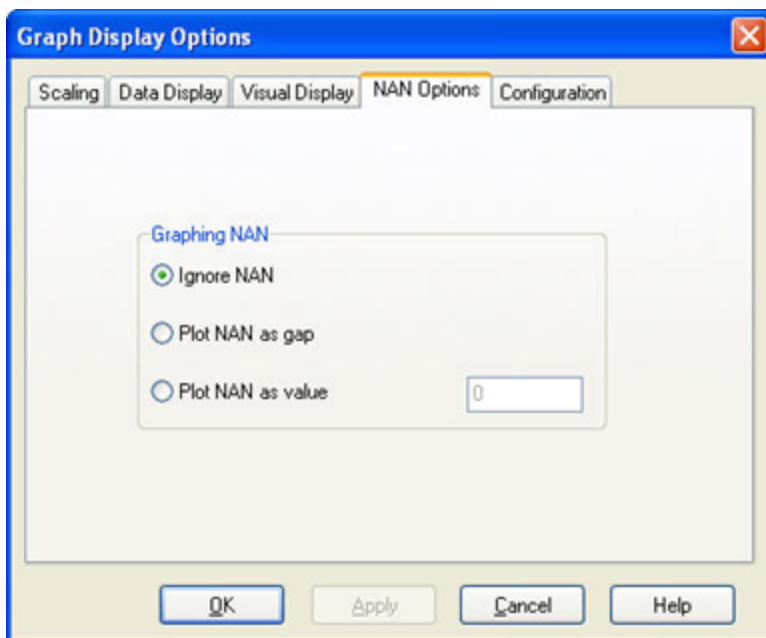 Graph Display Options
Scaling Data Display Visual Display NAN Options Configuration
Graphing NAN
Ignore NAN
Plot NAN as gap
Plot NAN as value 0
OK Apply Cancel Help